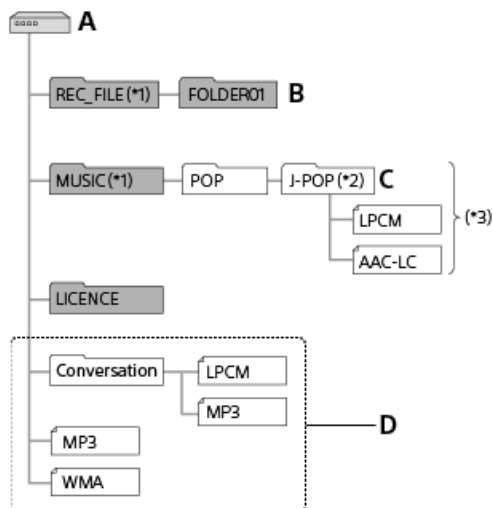 A
REC_FILE(*1) FOLDER01 B
MUSIC(*1) POP J-POP(*2) C
LPCM (*3)
AAC-LC
LICENCE
Conversation LPCM
MP3 D
MP3
WMA